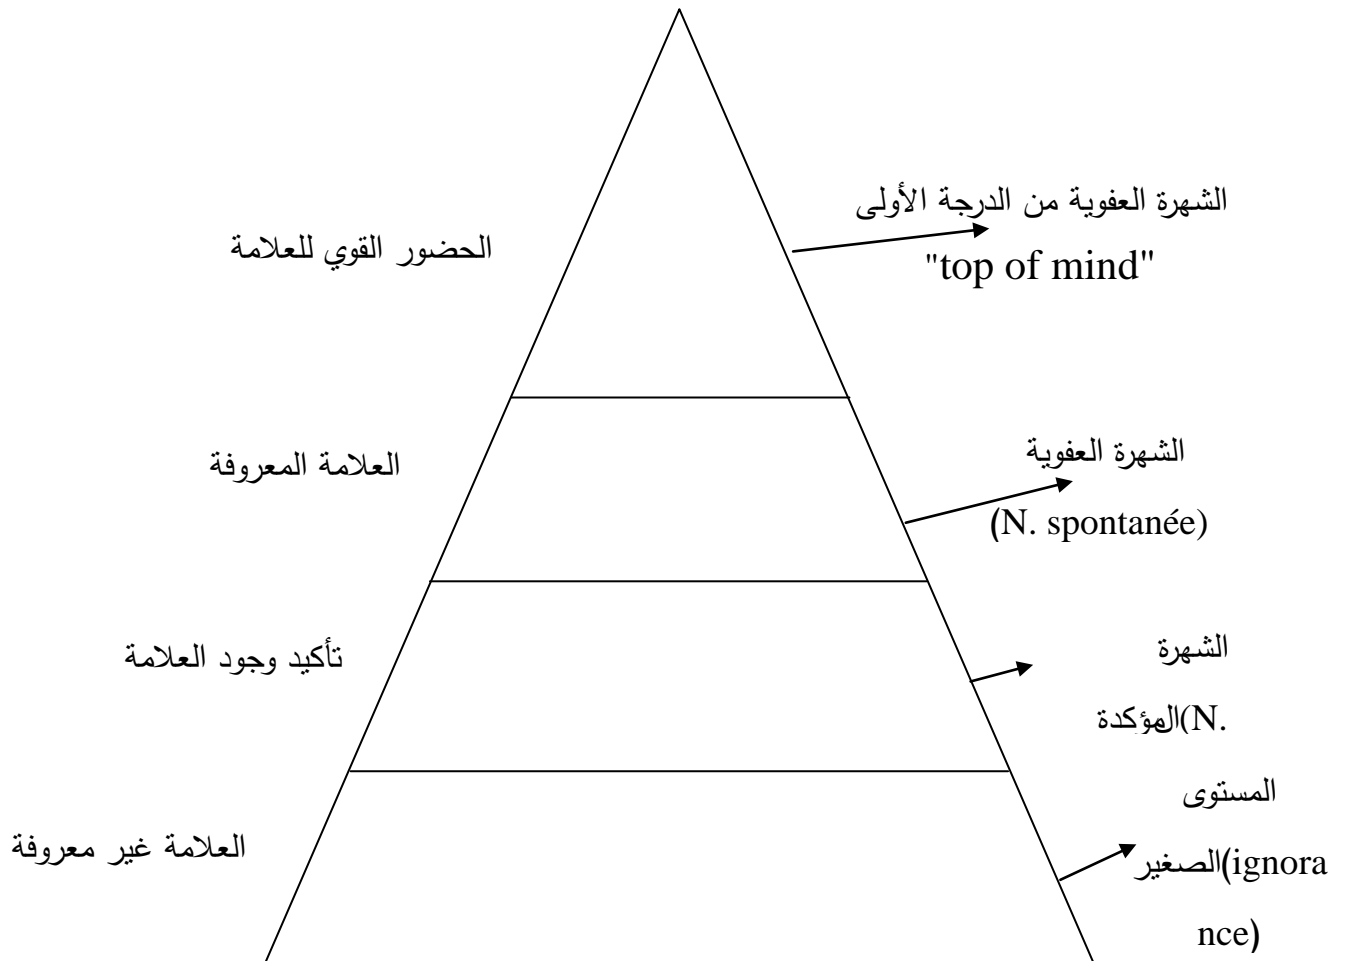 الشهرة العفوية من الدرجة الأولى
"top of mind"
الحضور القوي للعلامة
الشهرة العفوية
(N. spontanée)
العلامة المعروفة
الشهرة
المؤكدة(N.
تأكيد وجود العلامة
المستوى
الصغير(ignora
nce)
العلامة غير معروفة